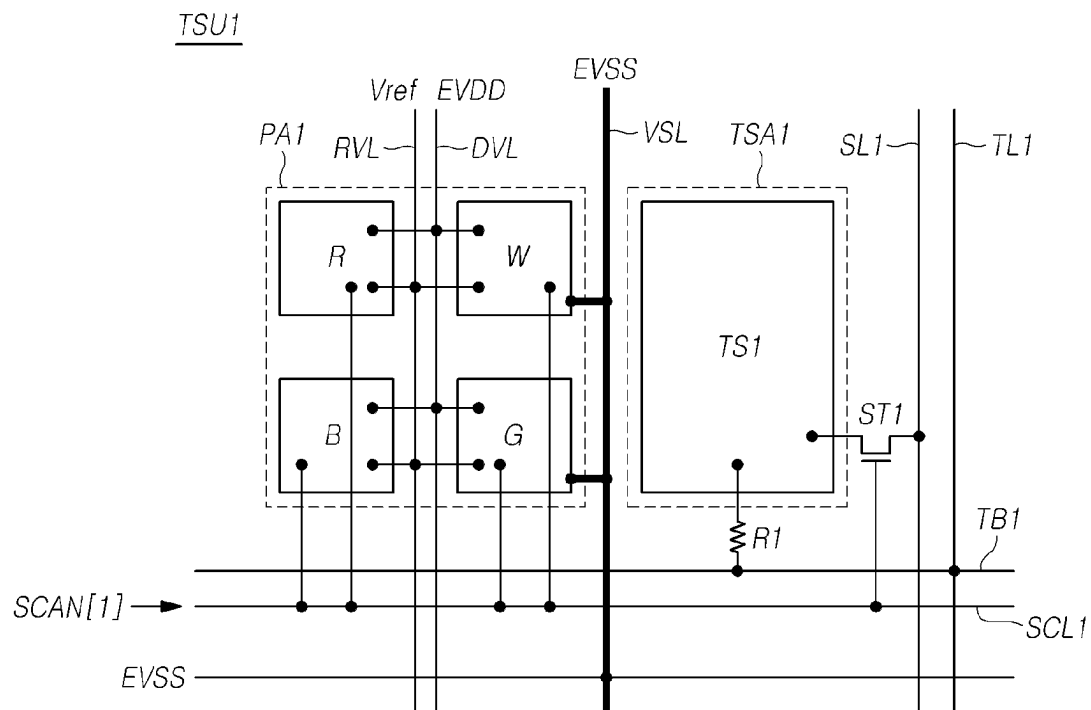 TSU1
EVSS
Vref EVDD
PA1
RVL
DVL
VSL
TSA1
SL1
TL1
R
W
TS1
B
G
ST1
R1
TB1
SCAN[1]
SCL1
EVSS